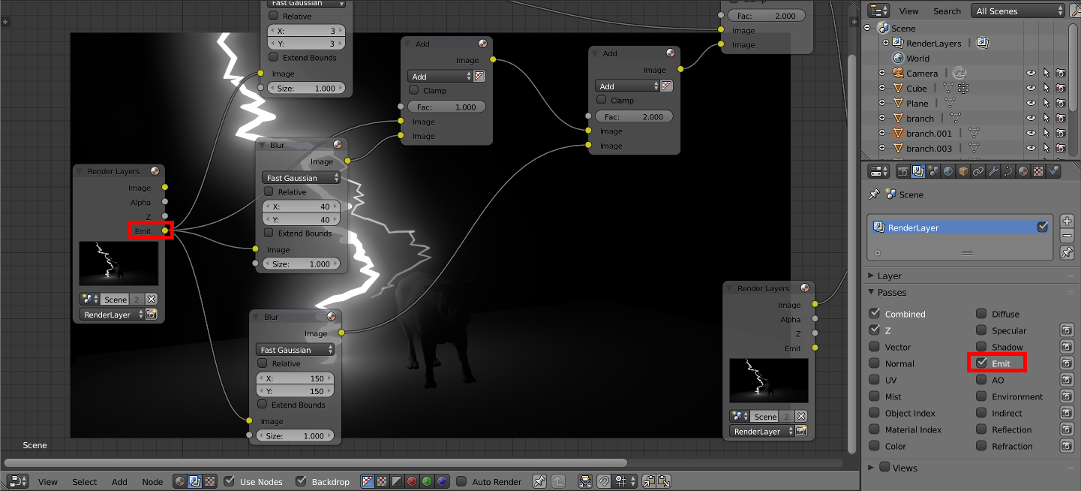 Fast Gaussian
Relative
X: 3
Y: 3
Extend Bounds
Image
Size: 1.000
Add
Image
Add
Clamp
Fac: 1.000
Image
Image
Add
Image
Add
Clamp
Fac: 2.000
Image
Image
Fac: 2.000
Image
Image
Blur
Image
Fast Gaussian
Relative
X: 40
Y: 40
Extend Bounds
Image
Size: 1.000
Render Layers
Image
Alpha
Z
Emit
Scene 2
RenderLayer
Blur
Image
Fast Gaussian
Relative
X: 150
Y: 150
Extend Bounds
Image
Size: 1.000
Render Layers
Image
Alpha
Z
Emit
Scene 2
RenderLayer
Scene
View Select Add Node Use Nodes Backdrop Auto Render
View Search All Scenes
Scene
RenderLayers
World
Camera
Cube
Plane
branch
branch.001
branch.003
Scene
RenderLayer
Layer
Passes
Combined Diffuse
Z Specular
Vector Shadow
Normal Emit
UV AO
Mist Environment
Object Index Indirect
Material Index Reflection
Color Refraction
Views